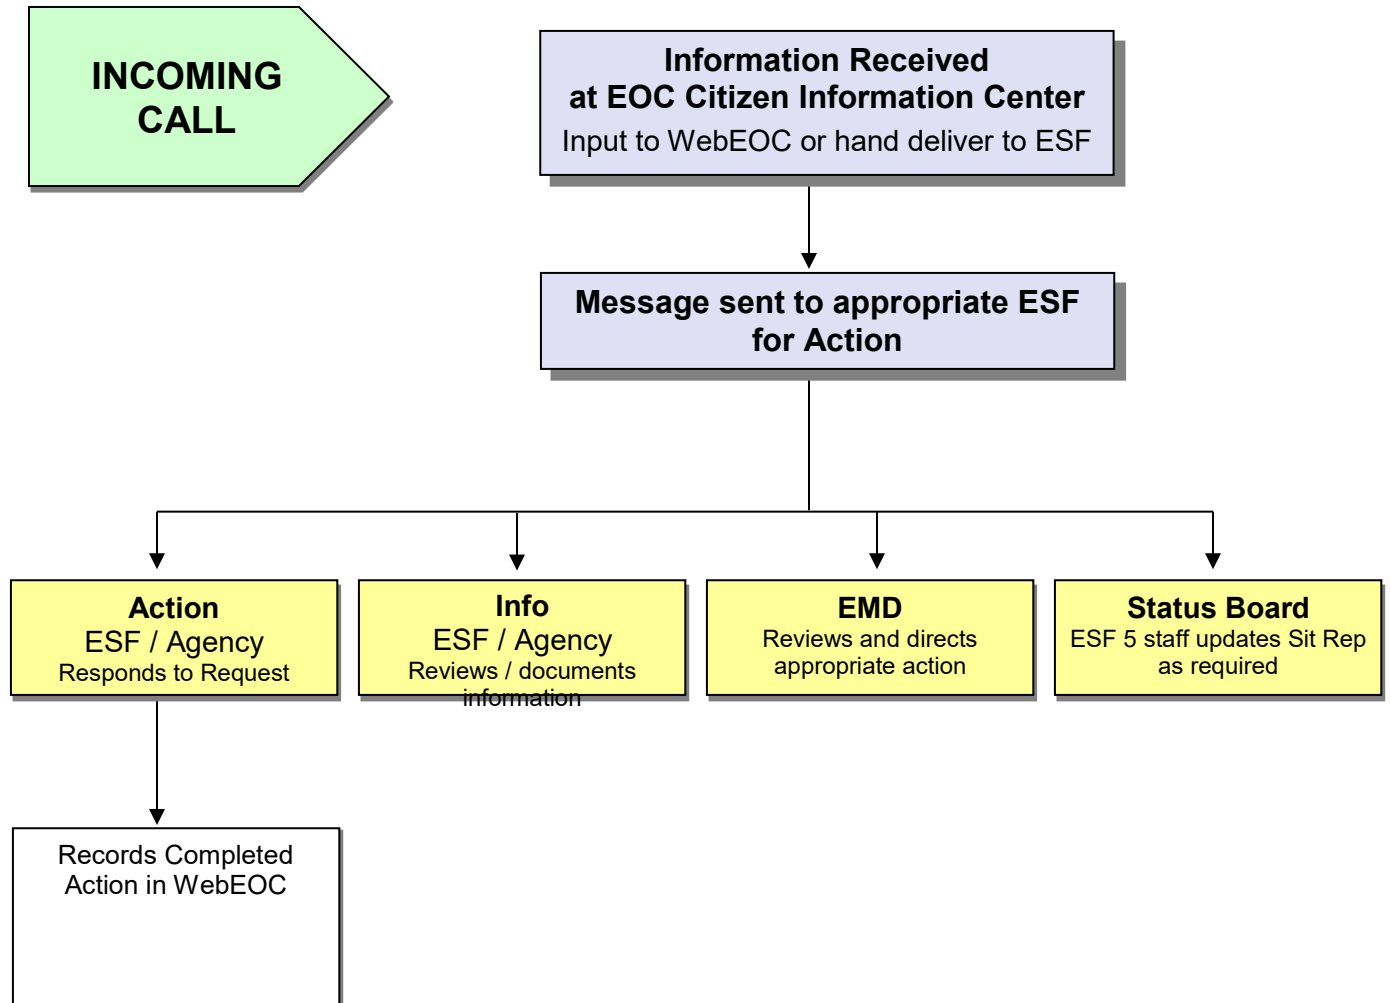 INCOMING
CALL
Information Received
at EOC Citizen Information Center
Input to WebEOC or hand deliver to ESF
Message sent to appropriate ESF
for Action
Action
ESF / Agency
Responds to Request
Info
ESF / Agency
Reviews / documents
information
EMD
Reviews and directs
appropriate action
Status Board
ESF 5 staff updates Sit Rep
as required
Records Completed
Action in WebEOC